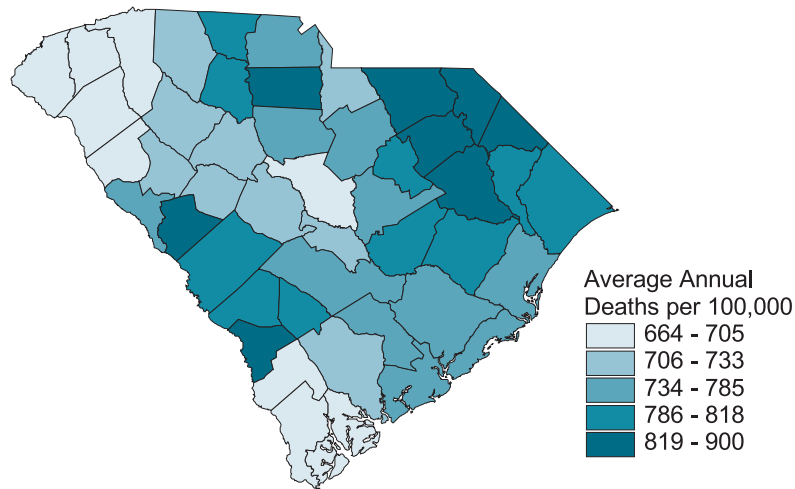 Average Annual
Deaths per 100,000
664 - 705
706 - 733
734 - 785
786 - 818
819 - 900